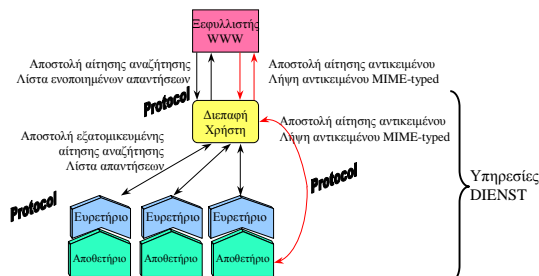 Ξεφυλλιστής
WWW
Αποστολή αίτησης αναζήτησης
Λίστα ενοποιημένων απαντήσεων
Αποστολή αίτησης αντικειμένου
Λήψη αντικειμένου MIME-typed
Protocol
Διεπαφή
Χρήστη
Αποστολή αίτησης αντικειμένου
Λήψη αντικειμένου MIME-typed
Αποστολή εξατομικευμένης
αίτησης αναζήτησης
Λίστα απαντήσεων
Protocol
Protocol
Υπηρεσίες
DIENST
Ευρετήριο
Ευρετήριο
Ευρετήριο
Αποθετήριο
Αποθετήριο
Αποθετήριο